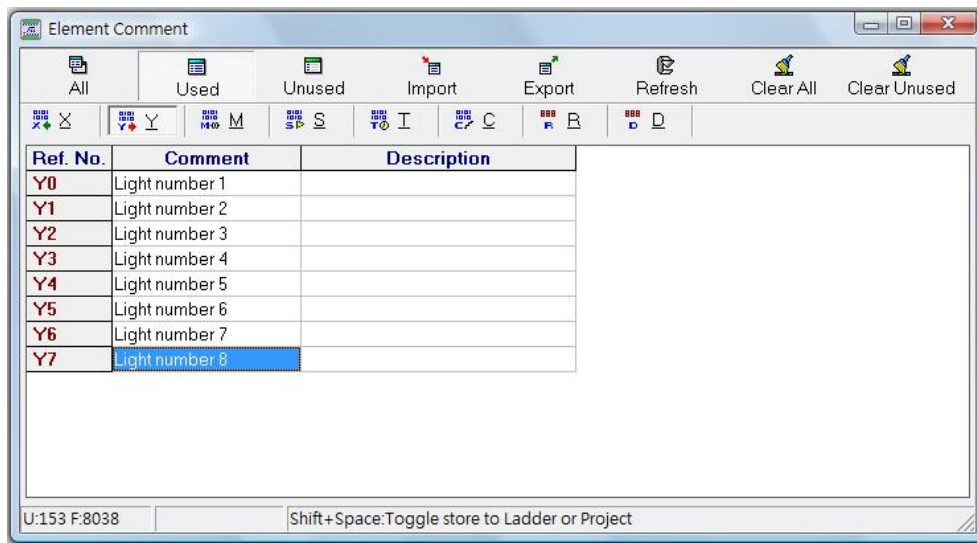 Element Comment
All Used Unused Import Export Refresh Clear All Clear Unused
X Y M S T C R D
Ref. No. Comment Description
Y0 Light number 1
Y1 Light number 2
Y2 Light number 3
Y3 Light number 4
Y4 Light number 5
Y5 Light number 6
Y6 Light number 7
Y7 Light number 8
U:153 F:8038 Shift+Space:Toggle store to Ladder or Project